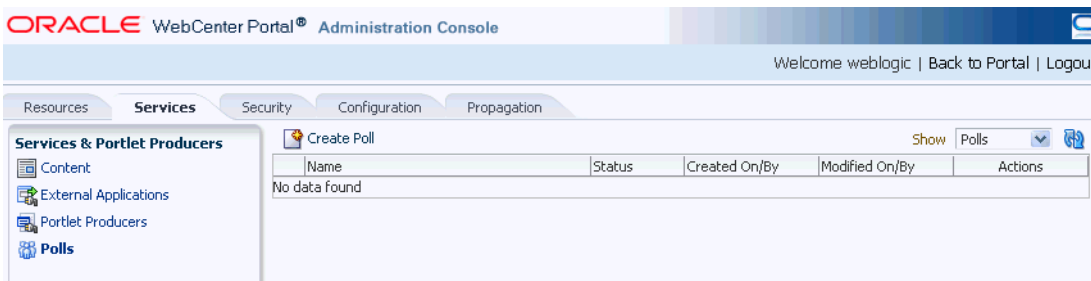 ORACLE WebCenter Portal® Administration Console
Welcome weblogic | Back to Portal | Logou
Resources Services Security Configuration Propagation
Services & Portlet Producers
Content
External Applications
Portlet Producers
Polls
Create Poll Show Polls
Name Status Created On/By Modified On/By Actions
No data found